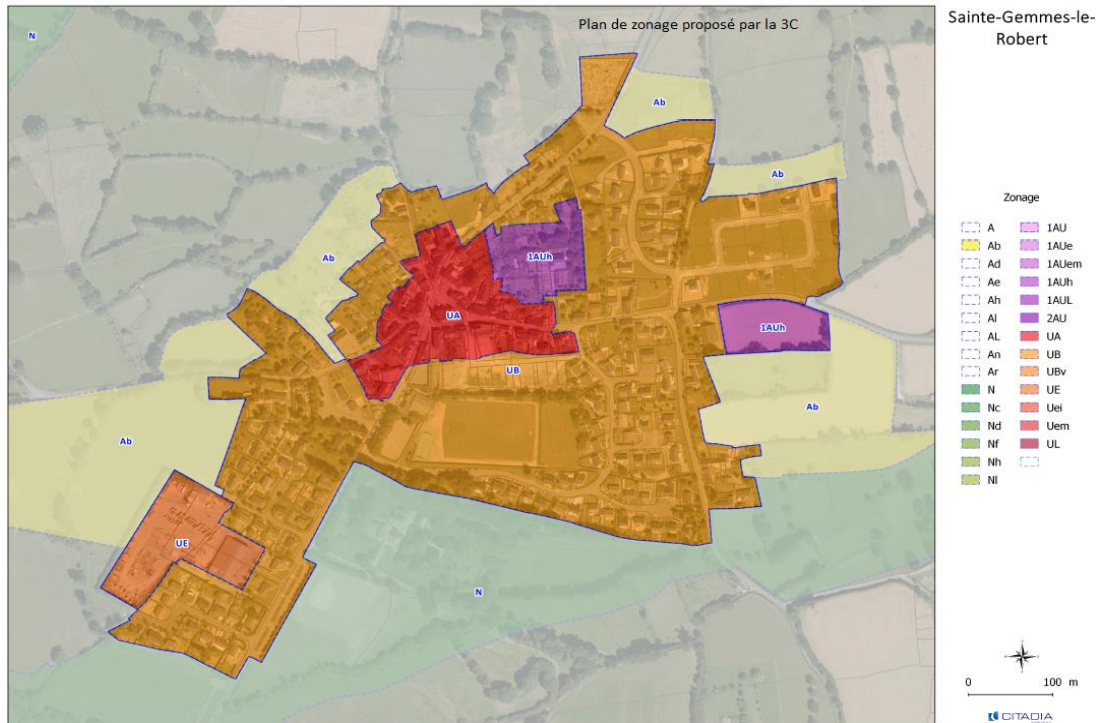 Plan de zonage proposé par la 3C
Sainte-Gemmes-le-
Robert
N
Ab
Ab
1AUh
Ab
UA
1AUh
UB
Ab
Ab
UE
N
Zonage
A
Ab
Ad
Ae
Ah
Al
AL
An
Ar
N
Nc
Nd
Nf
Nh
Nl
1AU
1AUe
1AUem
1AUh
1AUL
2AU
UA
UB
UBv
UE
Uei
Uem
UL
0 100 m
CITADIA